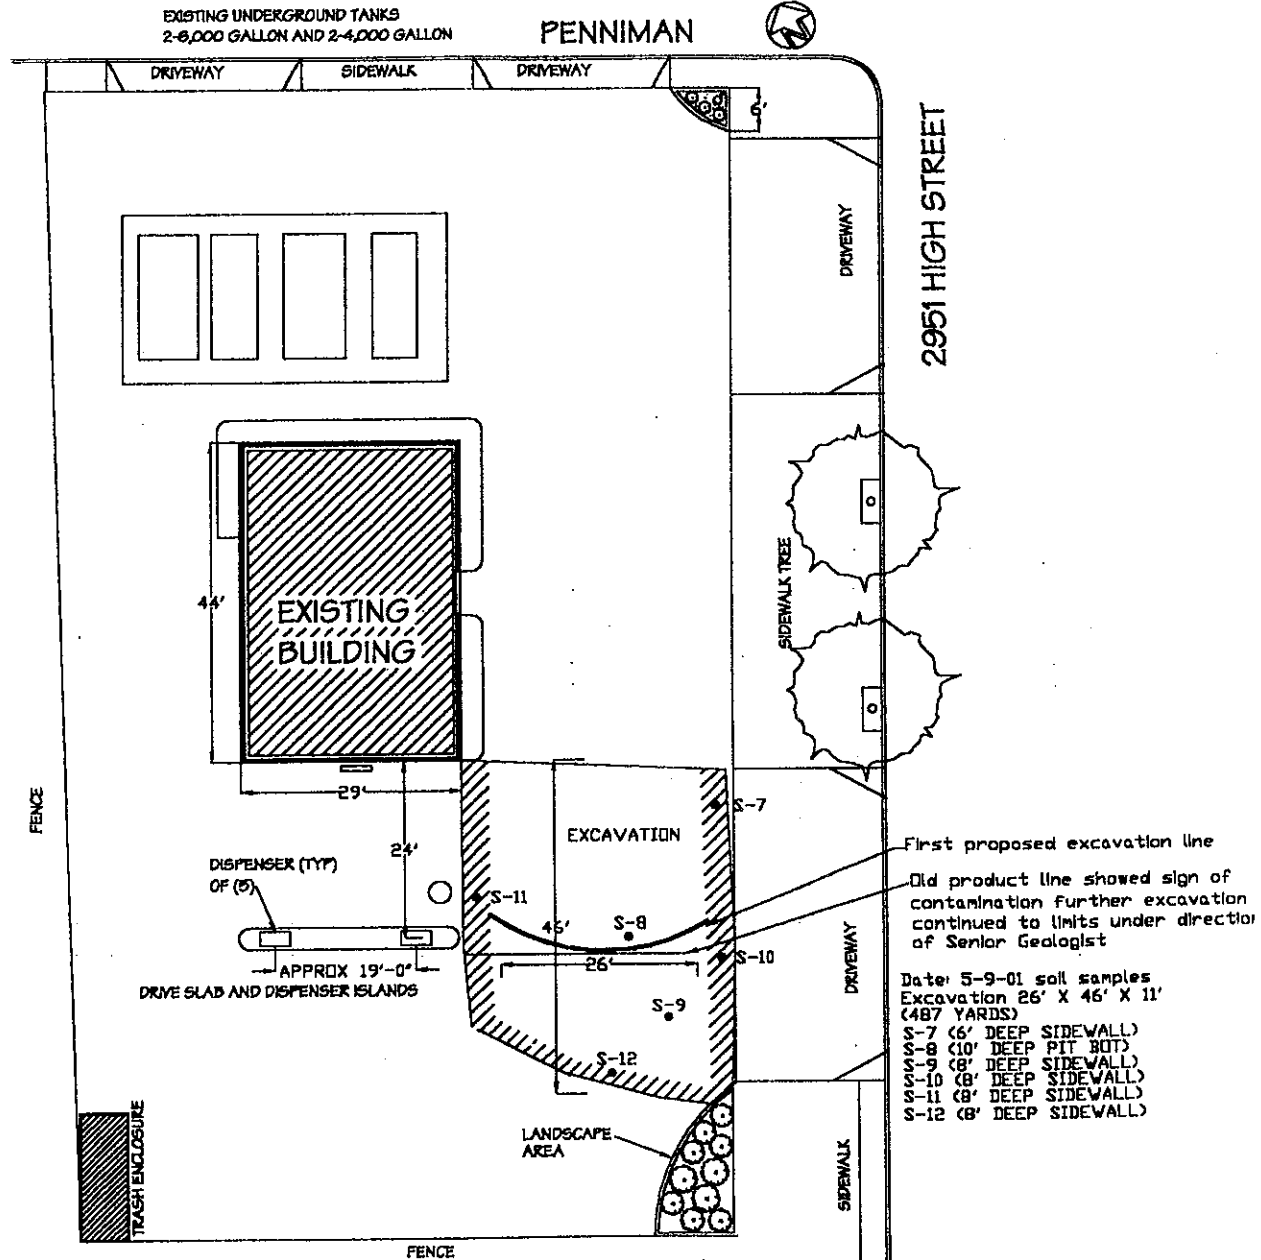 EXISTING UNDERGROUND TANKS
2-6,000 GALLON AND 2-4,000 GALLON
PENNIMAN
DRIVEWAY
SIDEWALK
DRIVEWAY
6'
2951 HIGH STREET
DRIVEWAY
SIDEWALK TREE
44'
EXISTING
BUILDING
29'
24'
FENCE
EXCAVATION
S-7
DISPENSER (TYP)
OF (5)
S-11
46'
S-8
26'
S-10
APPROX 19'-0"
DRIVE SLAB AND DISPENSER ISLANDS
S-9
S-12
First proposed excavation line
Old product line showed sign of
contamination further excavation
continued to limits under direction
of Senior Geologist
DRIVEWAY
Date: 5-9-01 soil samples
Excavation 26' X 46' X 11'
(487 YARDS)
S-7 (6' DEEP SIDEWALL)
S-8 (10' DEEP PIT BOT)
S-9 (8' DEEP SIDEWALL)
S-10 (8' DEEP SIDEWALL)
S-11 (8' DEEP SIDEWALL)
S-12 (8' DEEP SIDEWALL)
TRASH ENCLOSURE
LANDSCAPE
AREA
SIDEWALK
FENCE